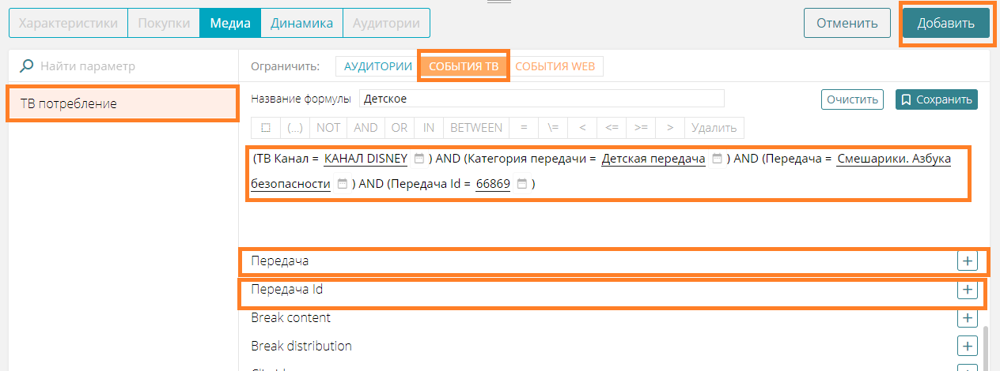 Характеристики Покупки Медиа Динамика Аудитории Отменить Добавить
Найти параметр
Ограничить: АУДИТОРИИ СОБЫТИЯ ТВ СОБЫТИЯ WEB
ТВ потребление
Название формулы Детское Очистить Сохранить
(...) NOT AND OR IN BETWEEN = \= < <= >= > Удалить
(ТВ Канал = КАНАЛ DISNEY ) AND (Категория передачи = Детская передача ) AND (Передача = Смешарики. Азбука
безопасности ) AND (Передача Id = 66869 )
Передача +
Передача Id +
Break content +
Break distribution +